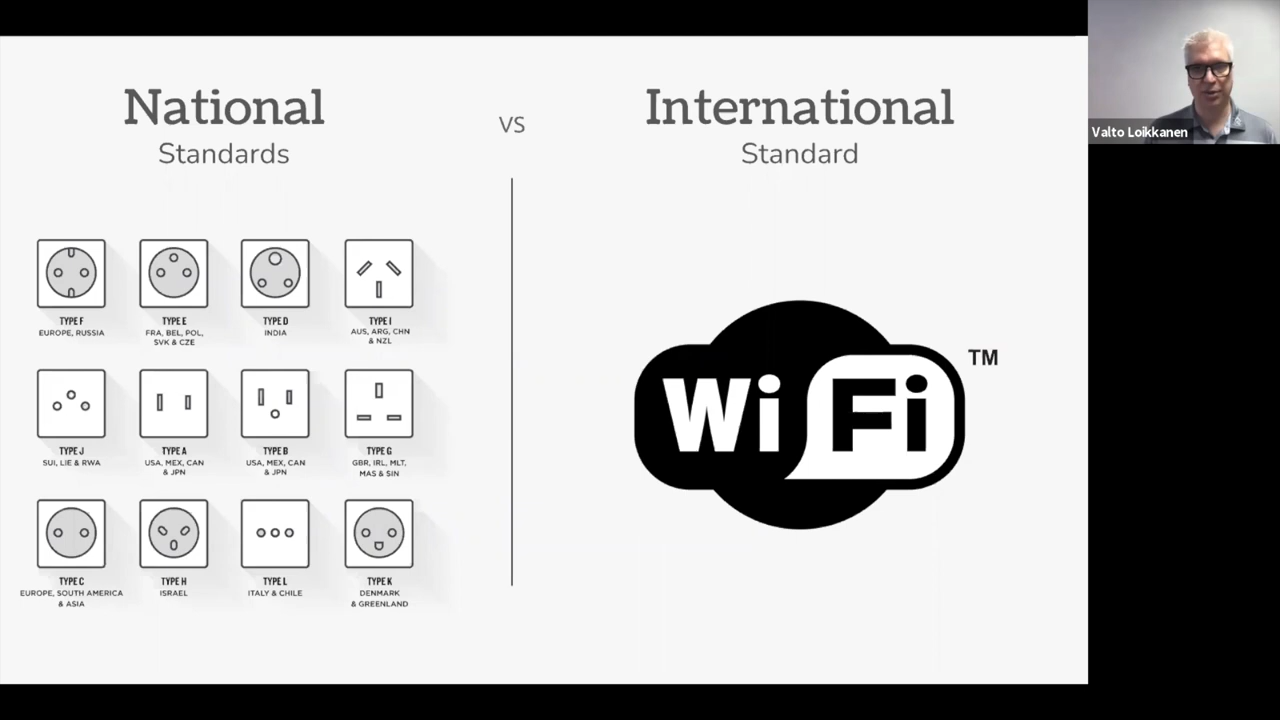 National
Standards
VS
International
Standard
TYPE F
EUROPE, RUSSIA
TYPE E
FRA, BEL, POL,
SVK & CZE
TYPE D
INDIA
TYPE I
AUS, ARG, CHN
& NZL
TYPE J
SUI, LIE & RWA
TYPE A
USA, MEX, CAN
& JPN
TYPE B
USA, MEX, CAN
& JPN
TYPE G
GBR, IRL, MLT,
MAS & SIN
TYPE C
EUROPE, SOUTH AMERICA
& ASIA
TYPE H
ISRAEL
TYPE L
ITALY & CHILE
TYPE K
DENMARK
& GREENLAND
Wi Fi TM
Valto Loikkanen